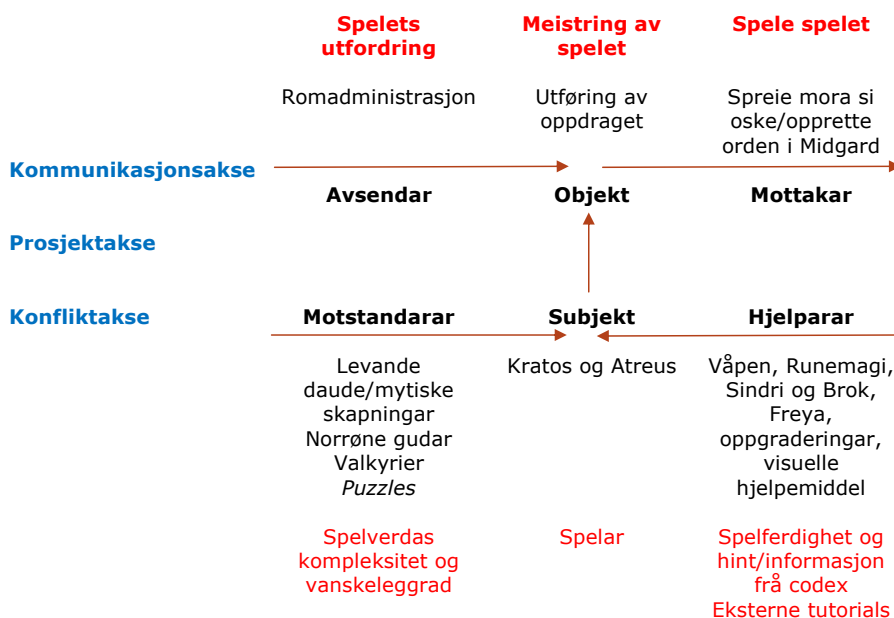 Spelets
utfordring
Meistring av
spelet
Spele spelet
Romadministrasjon
Utføring av
oppdraget
Spreie mora si
oske/opprette
orden i Midgard
Kommunikasjonsakse
Avsendar
Objekt
Mottakar
Prosjektakse
Konfliktakse
Motstandarar
Subjekt
Hjelparar
Levande
daude/mytiske
skapningar
Norrøne gudar
Valkyrier
Puzzles
Kratos og Atreus
Våpen, Runemagi,
Sindri og Brok,
Freya,
oppgraderingar,
visuelle
hjelpemiddel
Spelverdas
kompleksitet og
vanskeleggrad
Spelar
Spelferdighet og
hint/informasjon
frå codex
Eksterne tutorials